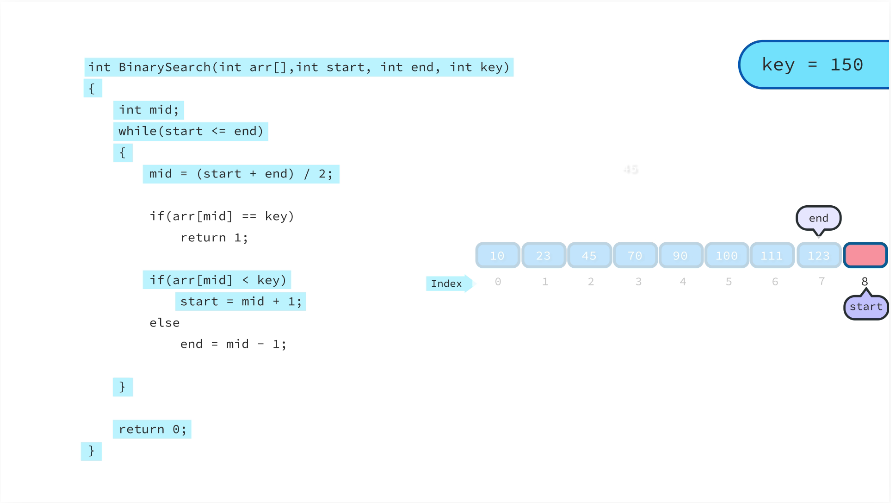 int BinarySearch(int arr[],int start, int end, int key)
{
int mid;
while(start <= end)
{
mid = (start + end) / 2;
if(arr[mid] == key)
return 1;
if(arr[mid] < key)
start = mid + 1;
else
end = mid - 1;
}
return 0;
}
key = 150
45
end
10 23 45 70 90 100 111 123
Index 0 1 2 3 4 5 6 7 8
start